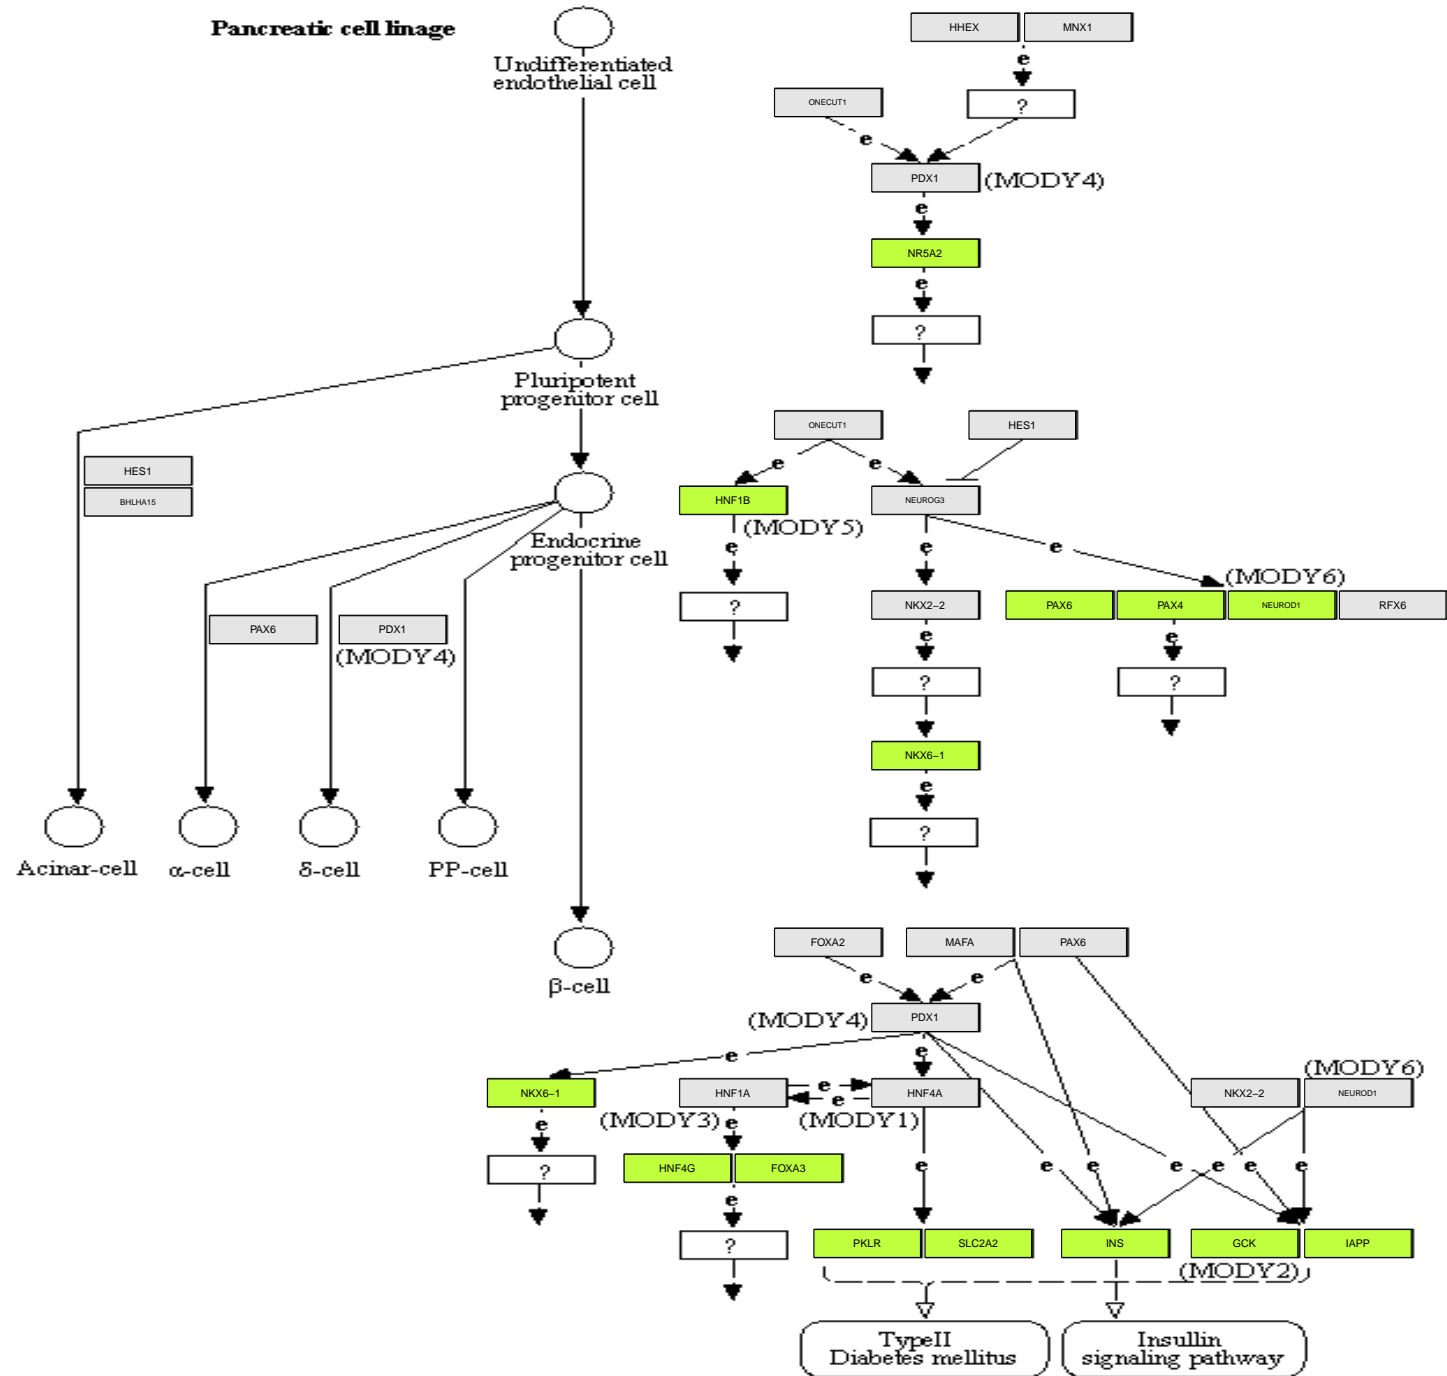 Pancreatic cell linage
HHEX
MNX1
e
Undifferentiated
endothelial cell
ONECUT1
?
e
PDX1
(MODY4)
e
NR5A2
e
?
Pluripotent
progenitor cell
ONECUT1
HES1
HES1
e
e
BHLHA15
HNF1B
NEUROG3
(MODY5)
Endocrine
progenitor cell
e
e
e
(MODY6)
?
NKX2-2
PAX6
PAX4
NEUROD1
RFX6
PAX6
PDX1
(MODY4)
e
e
?
?
NKX6-1
e
?
Acinar-cell
α-cell
δ-cell
PP-cell
FOXA2
MAFA
PAX6
e
e
β-cell
(MODY4)
PDX1
e
e
(MODY6)
NKX6-1
HNF1A
e
e
HNF4A
NKX2-2
NEUROD1
e
(MODY3)
e
(MODY1)
?
HNF4G
FOXA3
e
e
e
e
e
e
e
e
?
PKLR
SLC2A2
INS
GCK
IAPP
(MODY2)
TypeII
Diabetes mellitus
Insullin
signaling pathway